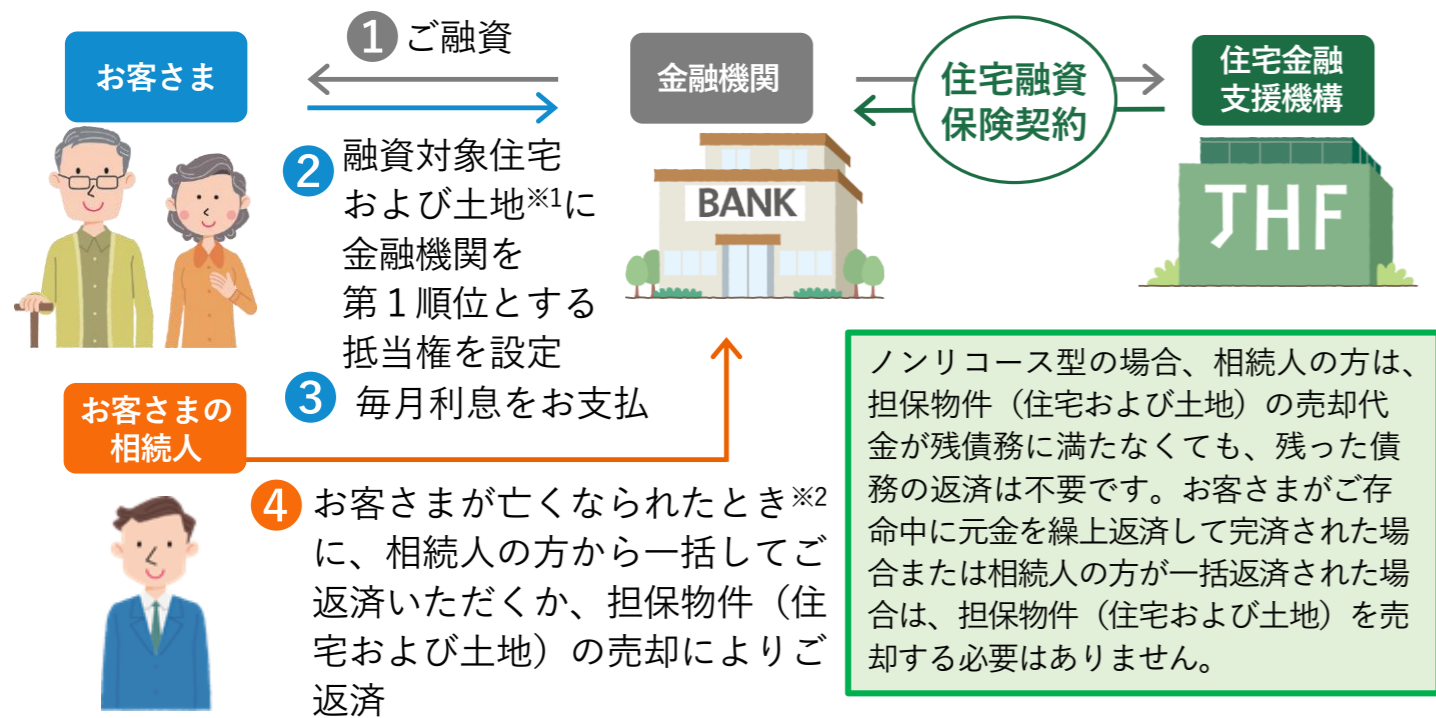 お客さま
❶ ご融資
金融機関
住宅融資
保険契約
住宅金融
支援機構
❷ 融資対象住宅
および土地※1に
金融機関を
第1順位とする
抵当権を設定
BANK
JHF
❸ 毎月利息をお支払
お客さまの
相続人
❹ お客さまが亡くなられたとき※2
に、相続人の方から一括してご
返済いただくか、担保物件（住
宅および土地）の売却によりご
返済
ノンリコース型の場合、相続人の方は、
担保物件（住宅および土地）の売却代
金が残債務に満たなくても、残った債
務の返済は不要です。お客さまがご存
命中に元金を繰上返済して完済された場
合または相続人の方が一括返済された場
合は、担保物件（住宅および土地）を売
却する必要はありません。